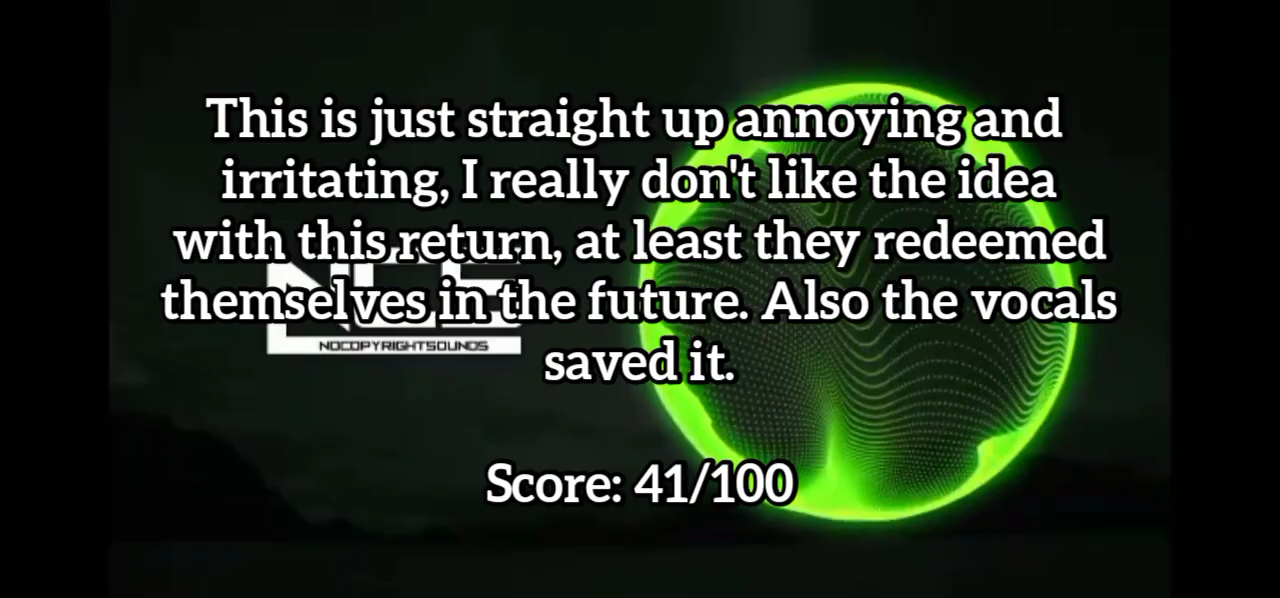 This is just straight up annoying and
irritating, I really don't like the idea
with this return, at least they redeemed
themselves in the future. Also the vocals
saved it.
Score: 41/100
NCS
NOCOPYRIGHTSOUNDS